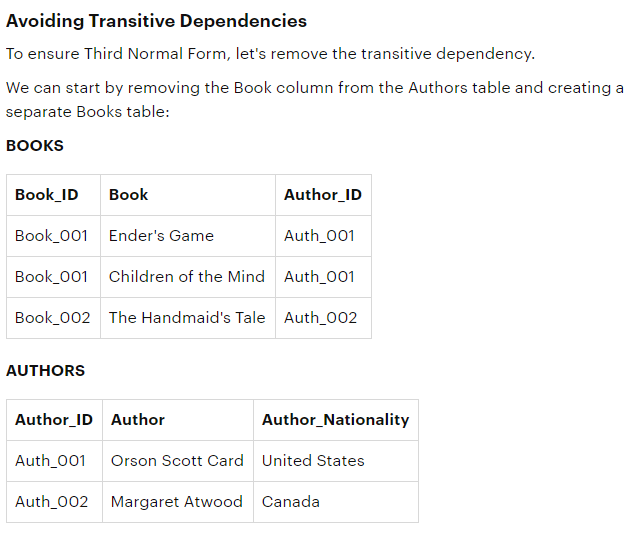 Avoiding Transitive Dependencies
To ensure Third Normal Form, let's remove the transitive dependency.
We can start by removing the Book column from the Authors table and creating a
separate Books table:
BOOKS
Book_ID Book Author_ID
Book_001 Ender's Game Auth_001
Book_001 Children of the Mind Auth_001
Book_002 The Handmaid's Tale Auth_002
AUTHORS
Author_ID Author Author_Nationality
Auth_001 Orson Scott Card United States
Auth_002 Margaret Atwood Canada